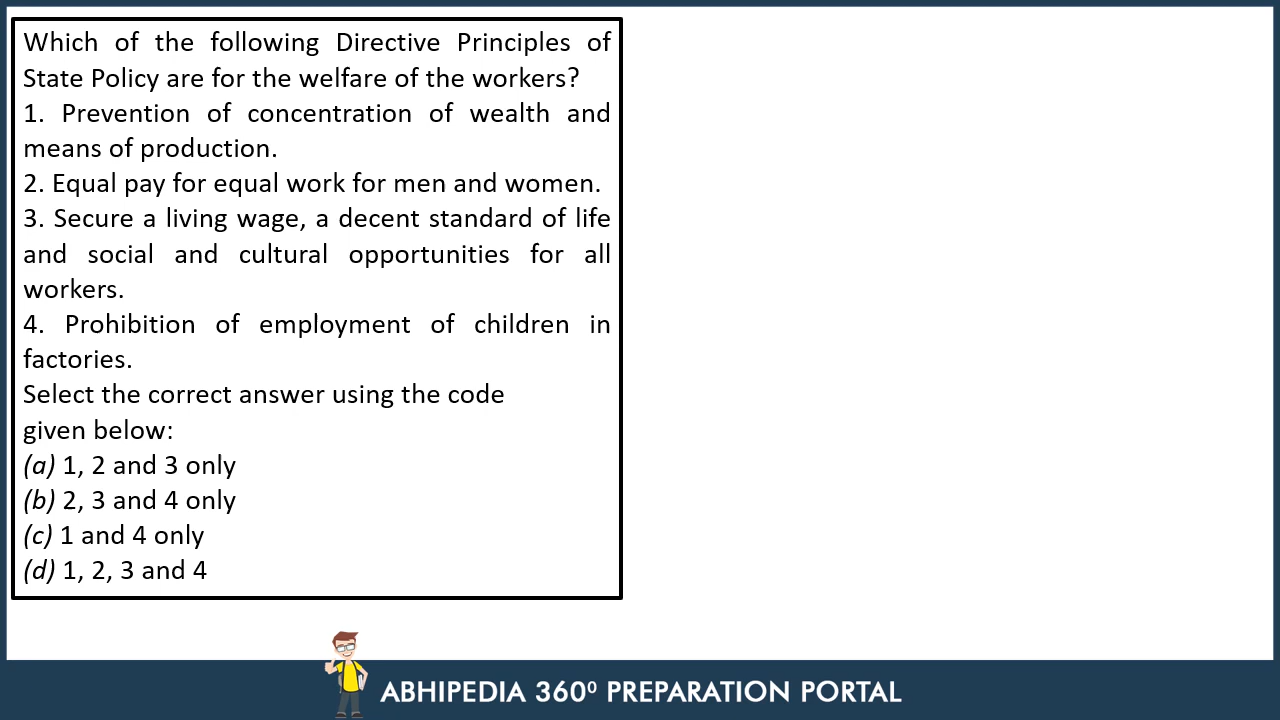 Which of the following Directive Principles of
State Policy are for the welfare of the workers?
1. Prevention of concentration of wealth and
means of production.
2. Equal pay for equal work for men and women.
3. Secure a living wage, a decent standard of life
and social and cultural opportunities for all
workers.
4. Prohibition of employment of children in
factories.
Select the correct answer using the code
given below:
(a) 1, 2 and 3 only
(b) 2, 3 and 4 only
(c) 1 and 4 only
(d) 1, 2, 3 and 4
ABHIPEDIA 360⁰ PREPARATION PORTAL